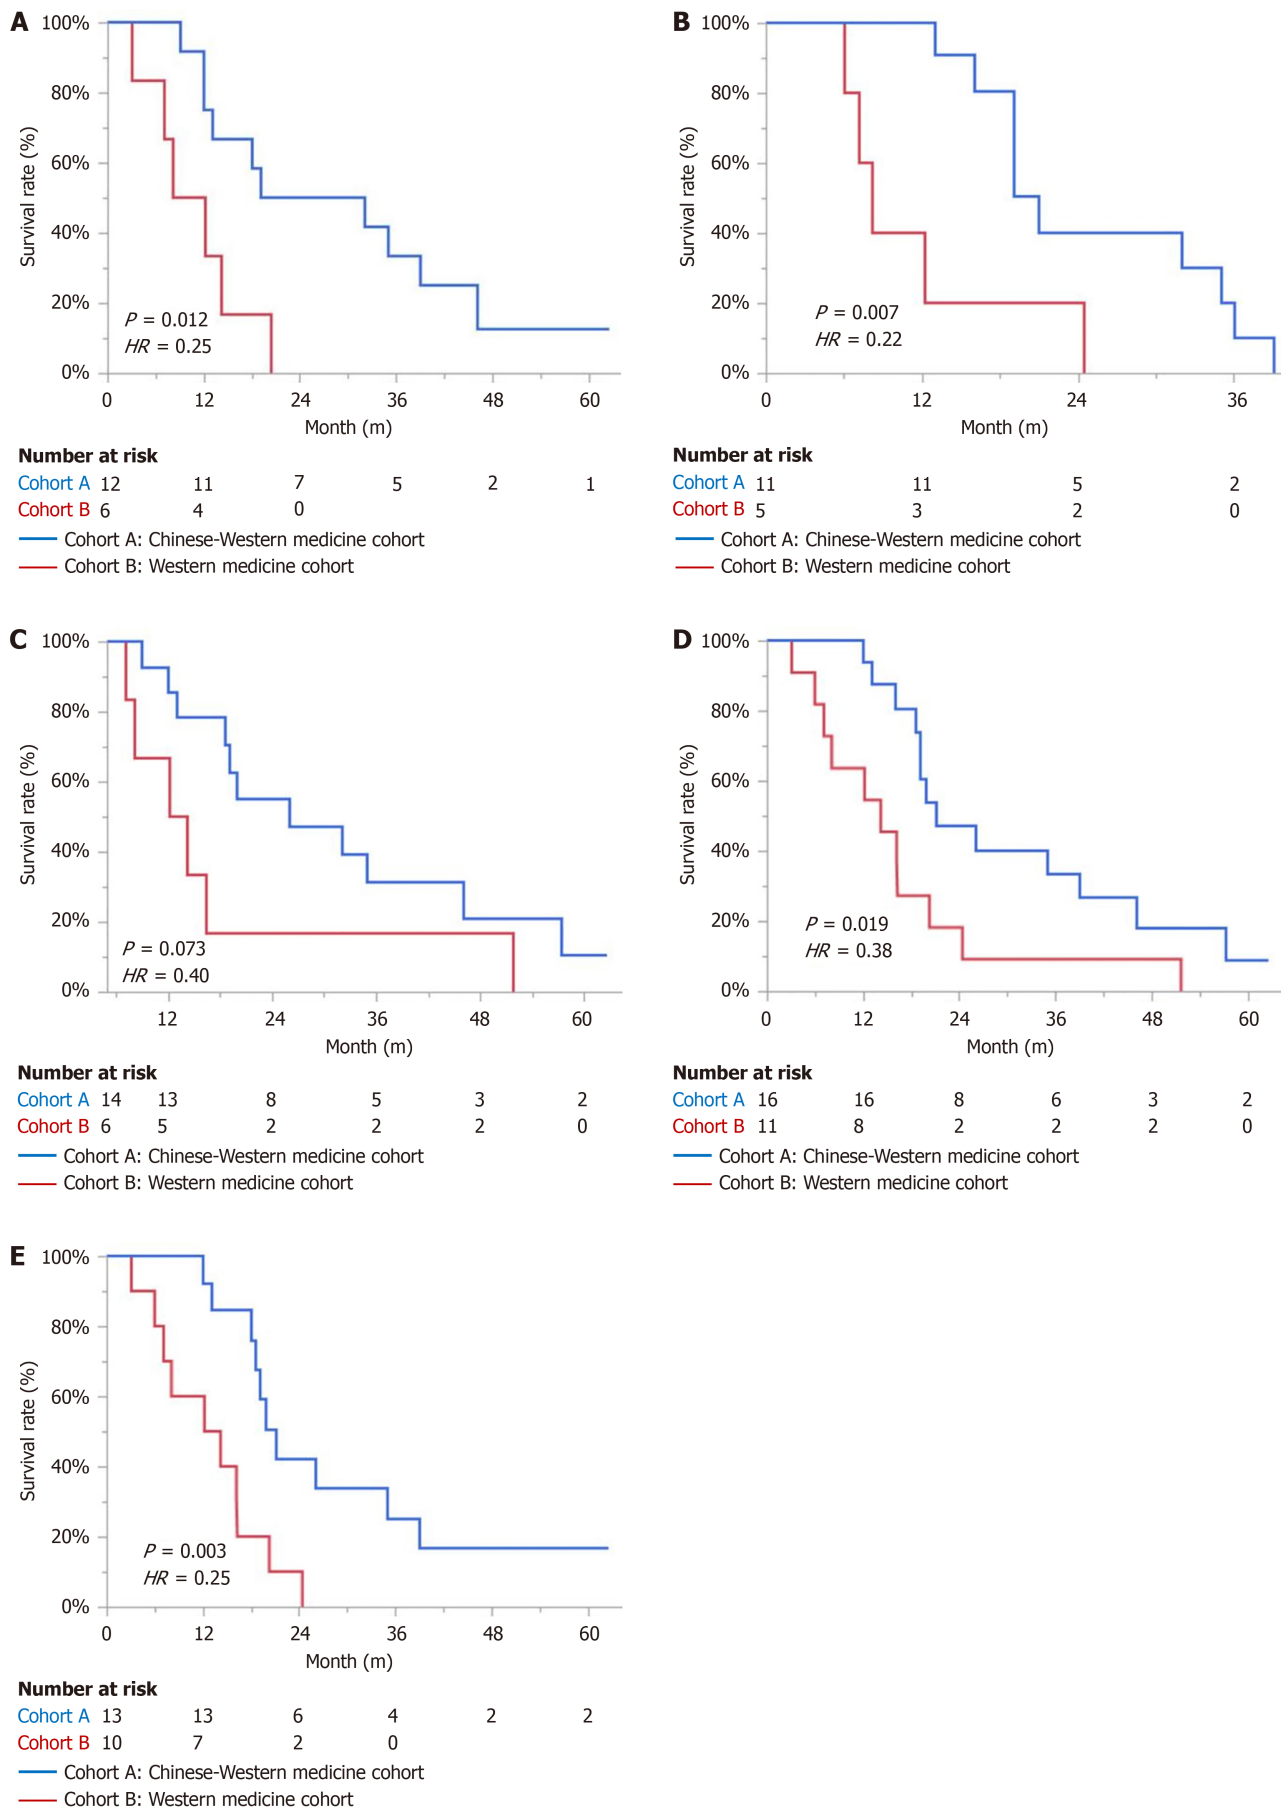 A
100%
80%
60%
40%
20%
0%
Survival rate (%)
P = 0.012
HR = 0.25
0 12 24 36 48 60
Month (m)
Number at risk
Cohort A 12 11 7 5 2 1
Cohort B 6 4 0
Cohort A: Chinese-Western medicine cohort
Cohort B: Western medicine cohort
B
100%
80%
60%
40%
20%
0%
Survival rate (%)
P = 0.007
HR = 0.22
0 12 24 36
Month (m)
Number at risk
Cohort A 11 11 5 2
Cohort B 5 3 2 0
Cohort A: Chinese-Western medicine cohort
Cohort B: Western medicine cohort
C
100%
80%
60%
40%
20%
0%
Survival rate (%)
P = 0.073
HR = 0.40
12 24 36 48 60
Month (m)
Number at risk
Cohort A 14 13 8 5 3 2
Cohort B 6 5 2 2 2 0
Cohort A: Chinese-Western medicine cohort
Cohort B: Western medicine cohort
D
100%
80%
60%
40%
20%
0%
Survival rate (%)
P = 0.019
HR = 0.38
0 12 24 36 48 60
Month (m)
Number at risk
Cohort A 16 16 8 6 3 2
Cohort B 11 8 2 2 2 0
Cohort A: Chinese-Western medicine cohort
Cohort B: Western medicine cohort
E
100%
80%
60%
40%
20%
0%
Survival rate (%)
P = 0.003
HR = 0.25
0 12 24 36 48 60
Month (m)
Number at risk
Cohort A 13 13 6 4 2 2
Cohort B 10 7 2 0
Cohort A: Chinese-Western medicine cohort
Cohort B: Western medicine cohort